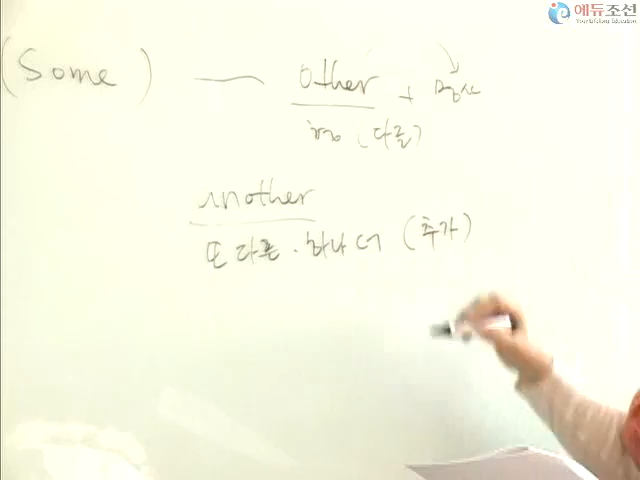 에듀조선
(Some) — other + 명사
(다른)
another
또 다른 . 하나 더 (추가)